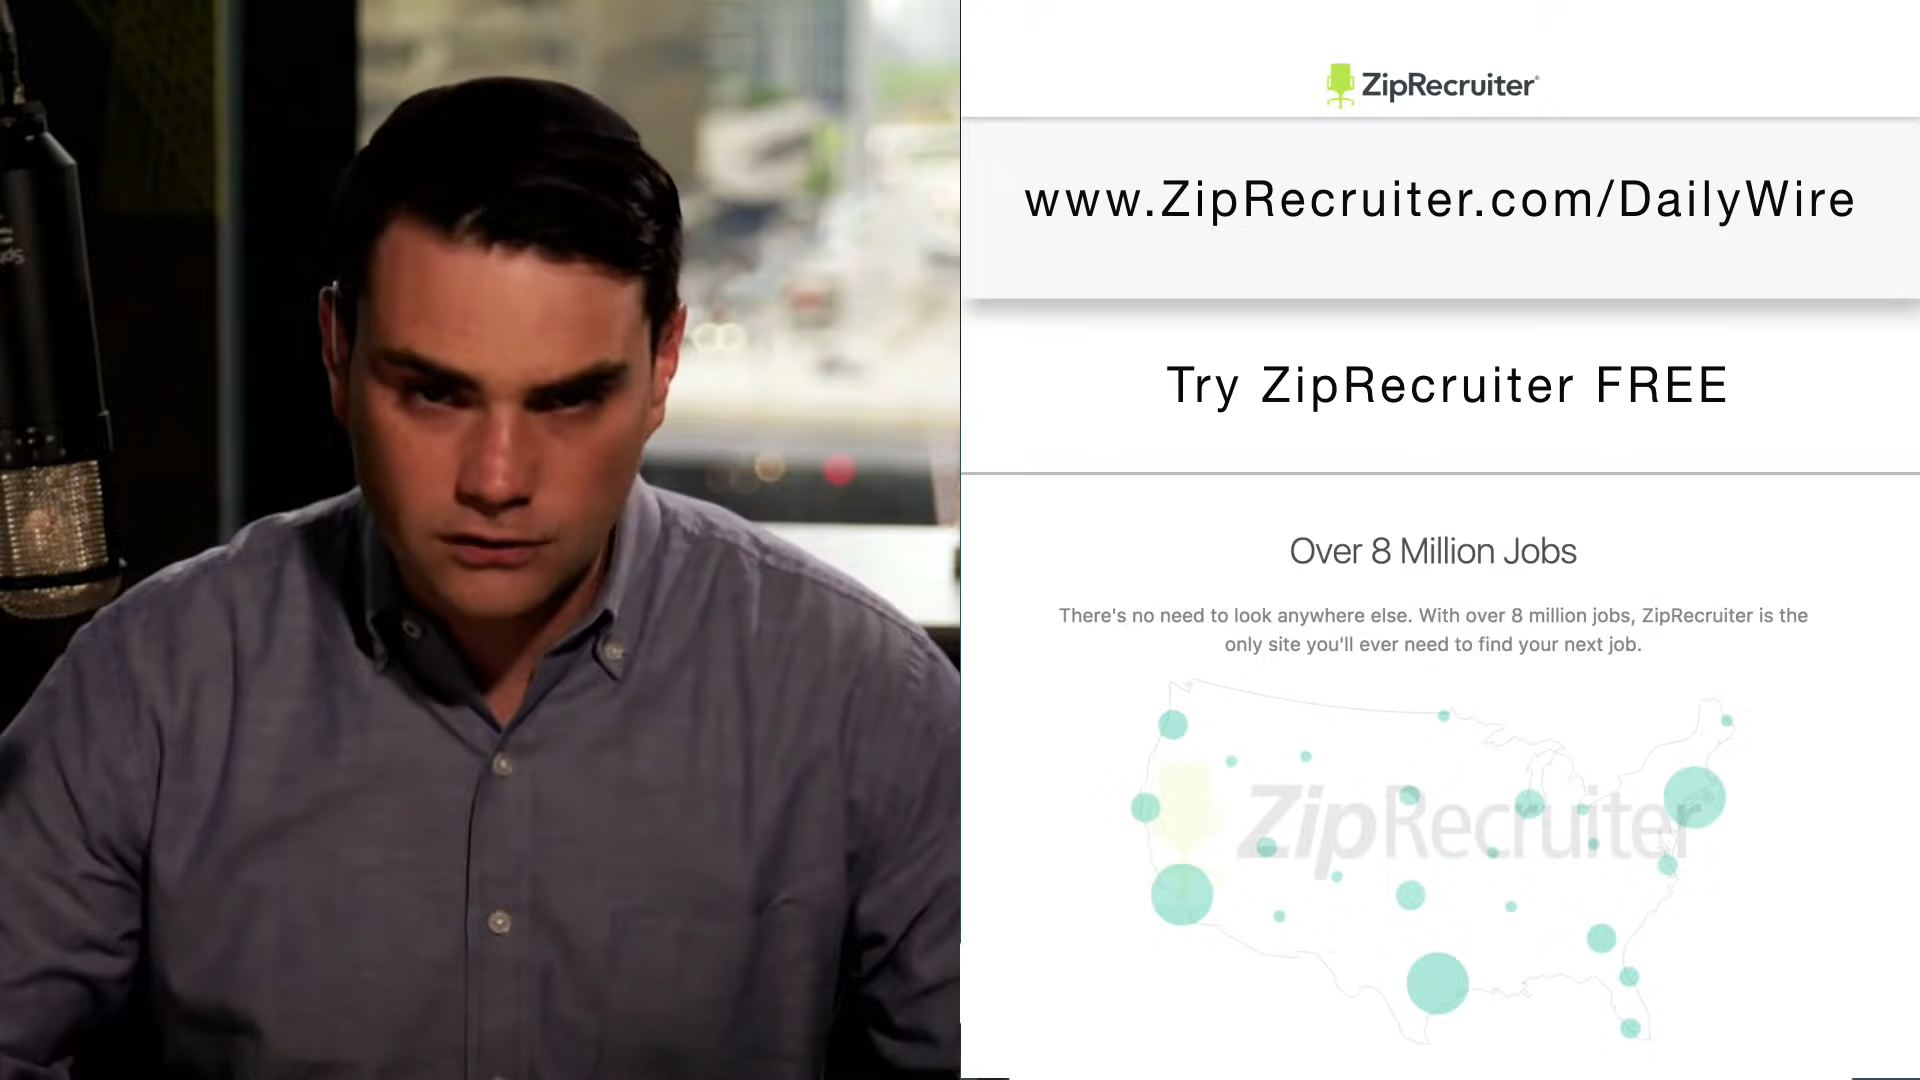 ZipRecruiter
www.ZipRecruiter.com/DailyWire
Try ZipRecruiter FREE
Over 8 Million Jobs
There's no need to look anywhere else. With over 8 million jobs, ZipRecruiter is the
only site you'll ever need to find your next job.
ZipRecruiter